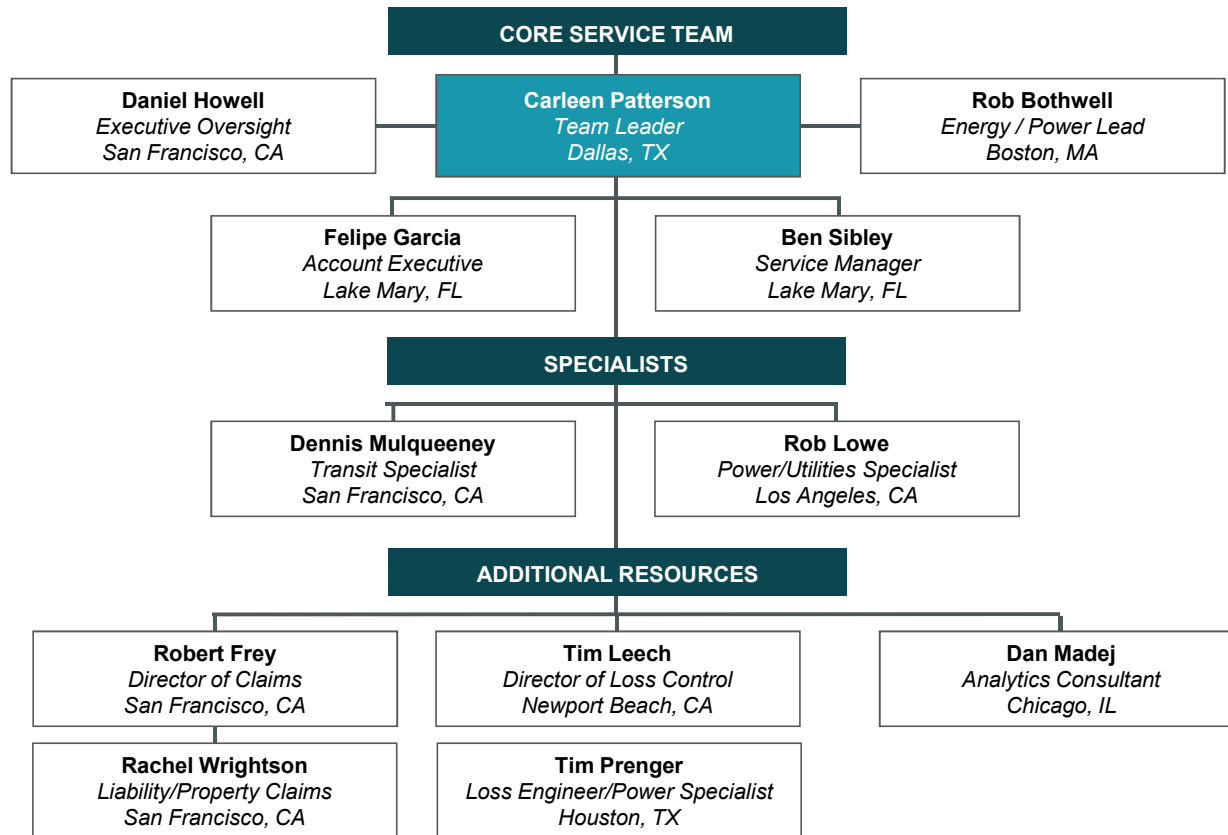 CORE SERVICE TEAM
Daniel Howell
Executive Oversight
San Francisco, CA
Carleen Patterson
Team Leader
Dallas, TX
Rob Bothwell
Energy / Power Lead
Boston, MA
Felipe Garcia
Account Executive
Lake Mary, FL
Ben Sibley
Service Manager
Lake Mary, FL
SPECIALISTS
Dennis Mulqueeney
Transit Specialist
San Francisco, CA
Rob Lowe
Power/Utilities Specialist
Los Angeles, CA
ADDITIONAL RESOURCES
Robert Frey
Director of Claims
San Francisco, CA
Tim Leech
Director of Loss Control
Newport Beach, CA
Dan Madej
Analytics Consultant
Chicago, IL
Rachel Wrightson
Liability/Property Claims
San Francisco, CA
Tim Prenger
Loss Engineer/Power Specialist
Houston, TX